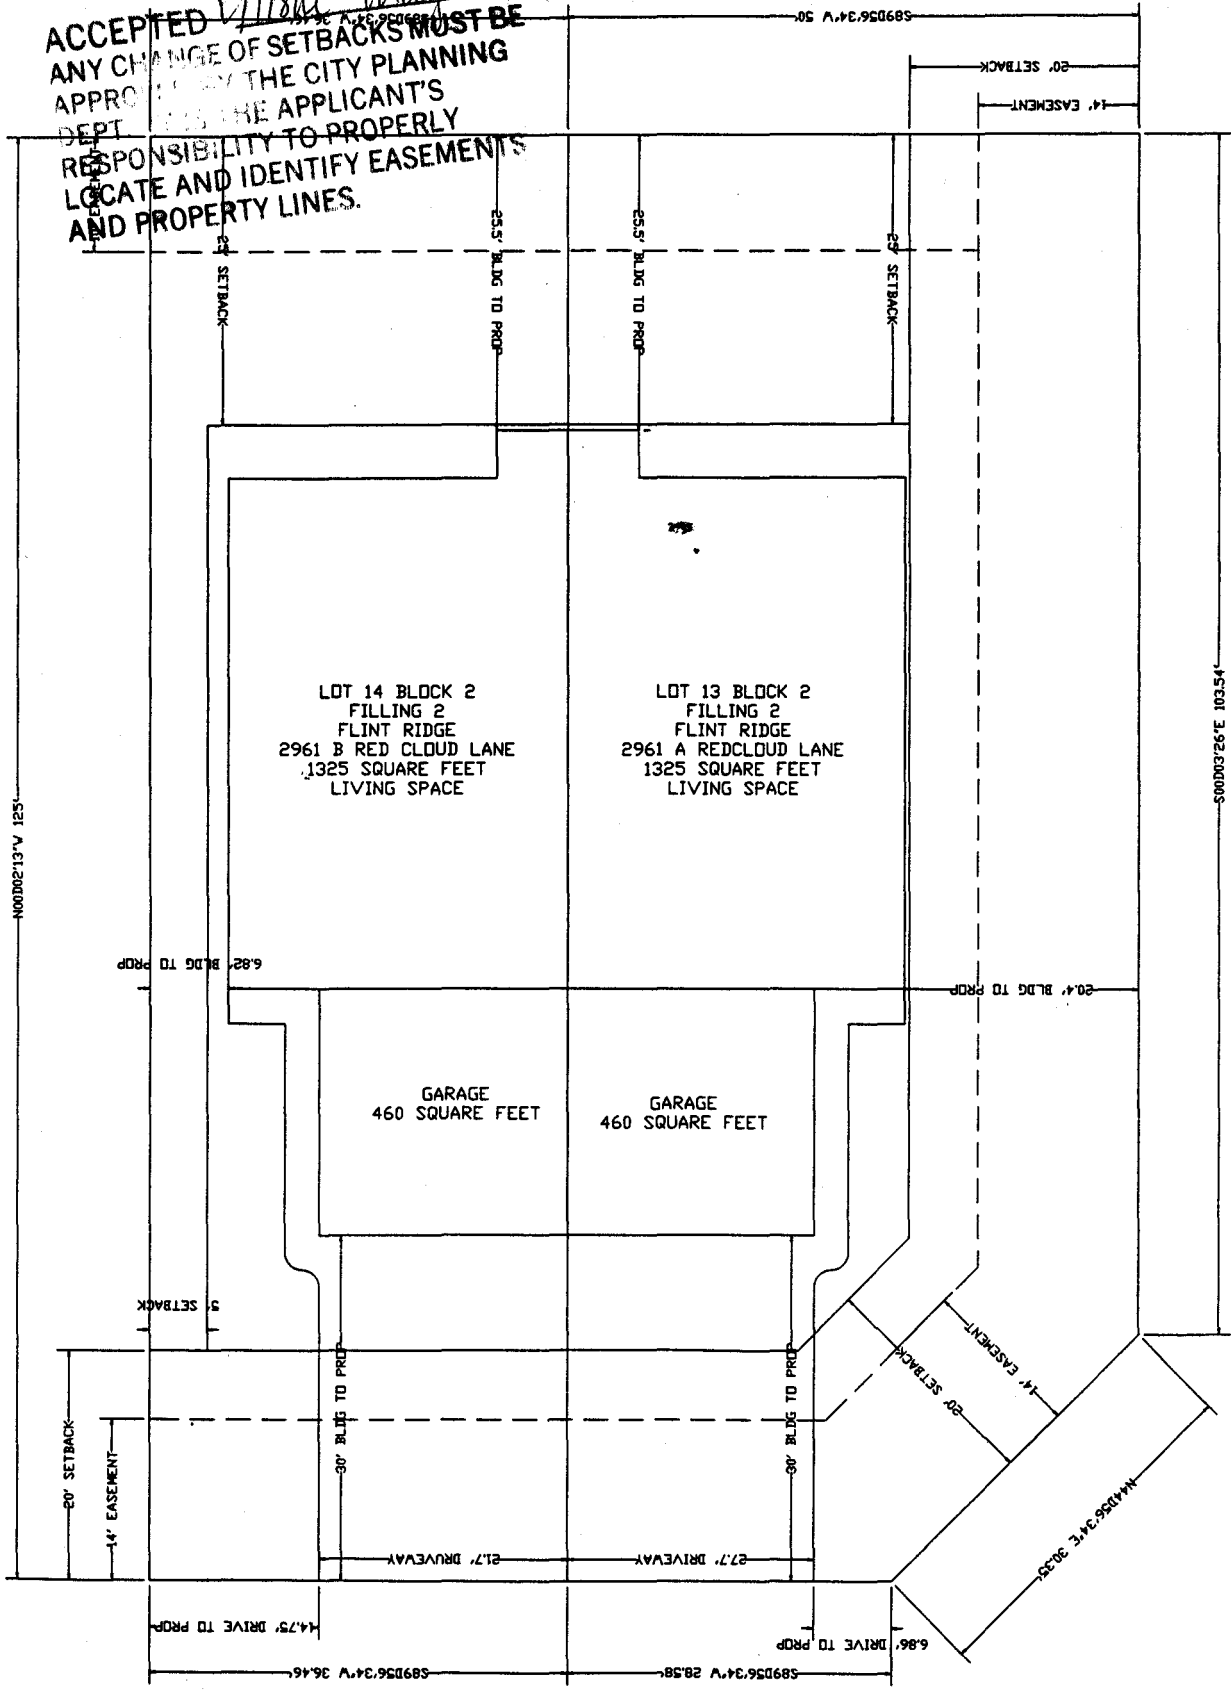 ACCEPTED
S89D56'34"W 36.46'
S89D56'34"W 50'
ANY CHANGE OF SETBACKS MUST BE
APPROVED BY THE CITY PLANNING
DEPT. THE APPLICANT'S
RESPONSIBILITY TO PROPERLY
LOCATE AND IDENTIFY EASEMENTS
AND PROPERTY LINES.
20' SETBACK
14' EASEMENT
EASEMENT
25' SETBACK
25.5' BLDG TO PROP
25.5' BLDG TO PROP
25' SETBACK
LOT 14 BLOCK 2
FILLING 2
FLINT RIDGE
2961 B RED CLOUD LANE
1325 SQUARE FEET
LIVING SPACE
LOT 13 BLOCK 2
FILLING 2
FLINT RIDGE
2961 A REDCLOUD LANE
1325 SQUARE FEET
LIVING SPACE
N00D02'13"W 125'
S00D03'26"E 103.54'
6.82' BLDG TO PROP
20.4' BLDG TO PROP
GARAGE
460 SQUARE FEET
GARAGE
460 SQUARE FEET
5' SETBACK
20' SETBACK
14' EASEMENT
30' BLDG TO PROP
30' BLDG TO PROP
20' SETBACK
14' EASEMENT
N44D56'34"E 30.35'
21.7' DRUVEWAY
27.7' DRIVEWAY
14.75' DRIVE TO PROP
6.86' DRIVE TO PROP
S89D56'34"W 36.46'
S89D56'34"W 28.58'